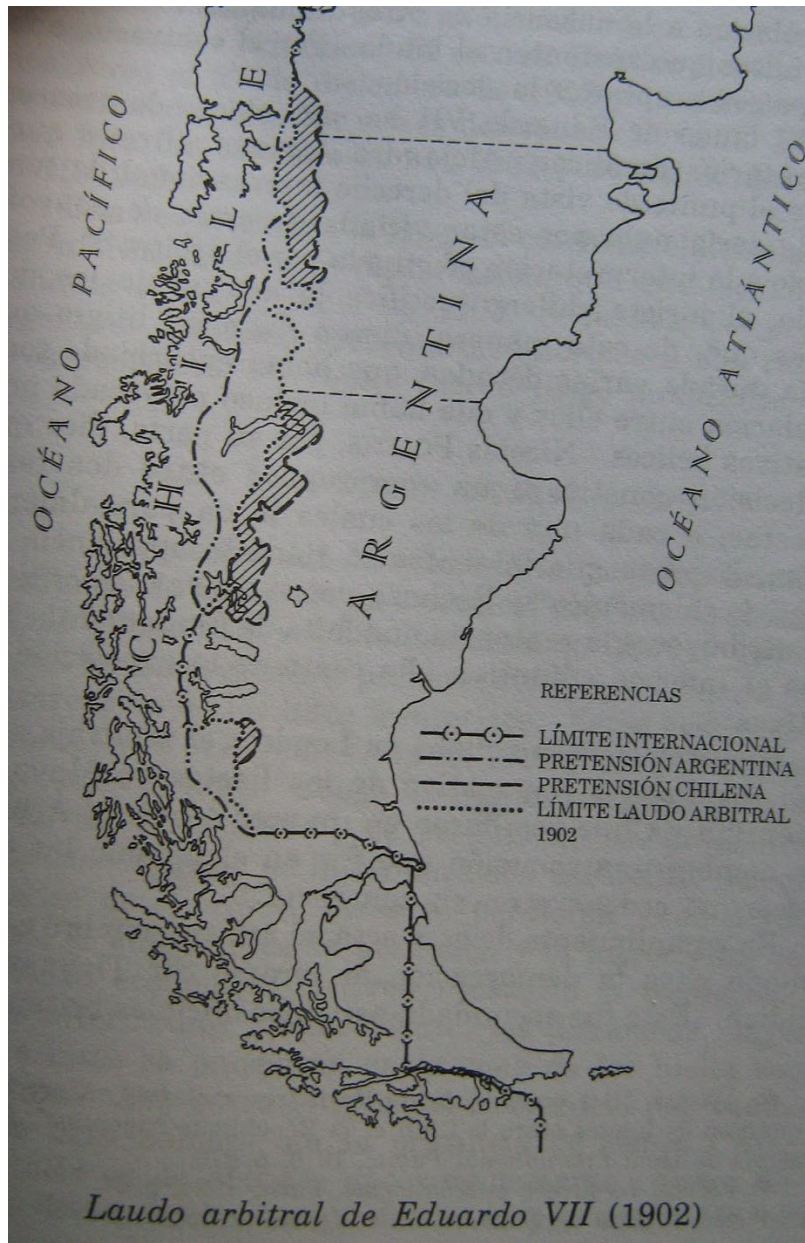 OCÉANO PACÍFICO
CHILE
ARGENTINA
OCÉANO ATLÁNTICO
REFERENCIAS
LÍMITE INTERNACIONAL
PRETENSIÓN ARGENTINA
PRETENSIÓN CHILENA
LÍMITE LAUDO ARBITRAL
1902
Laudo arbitral de Eduardo VII (1902)